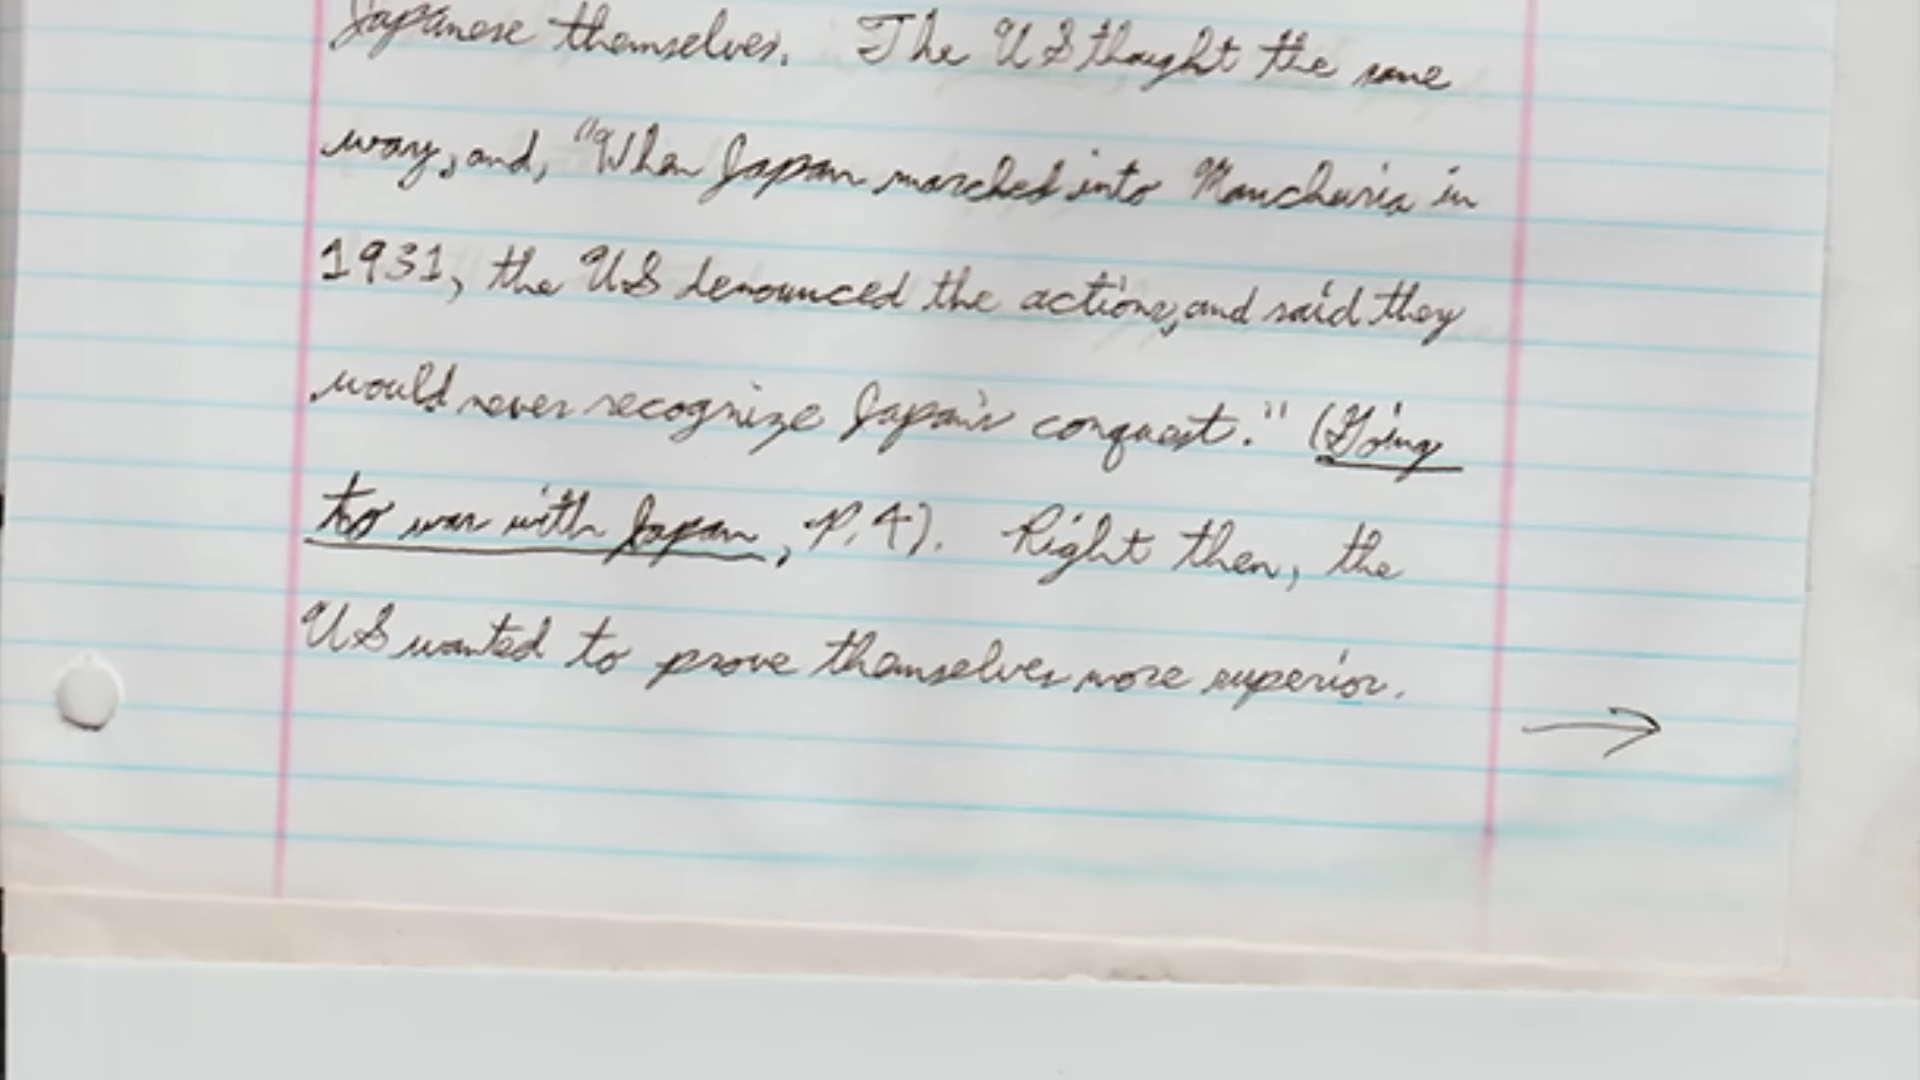 Japanese themselves. The US thought the same
way, and, "When Japan marched into Manchuria in
1931, the US denounced the actions, and said they
would never recognize Japan's conquest." (Going
to war with Japan, P. 4). Right then, the
US wanted to prove themselves more superior.
→